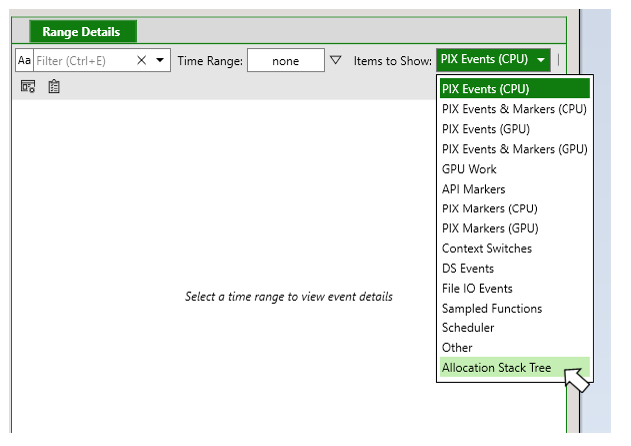 Range Details
Aa Filter (Ctrl+E) Time Range: none Items to Show: PIX Events (CPU)
PIX Events (CPU)
PIX Events & Markers (CPU)
PIX Events (GPU)
PIX Events & Markers (GPU)
GPU Work
API Markers
PIX Markers (CPU)
PIX Markers (GPU)
Context Switches
DS Events
Select a time range to view event details
File IO Events
Sampled Functions
Scheduler
Other
Allocation Stack Tree